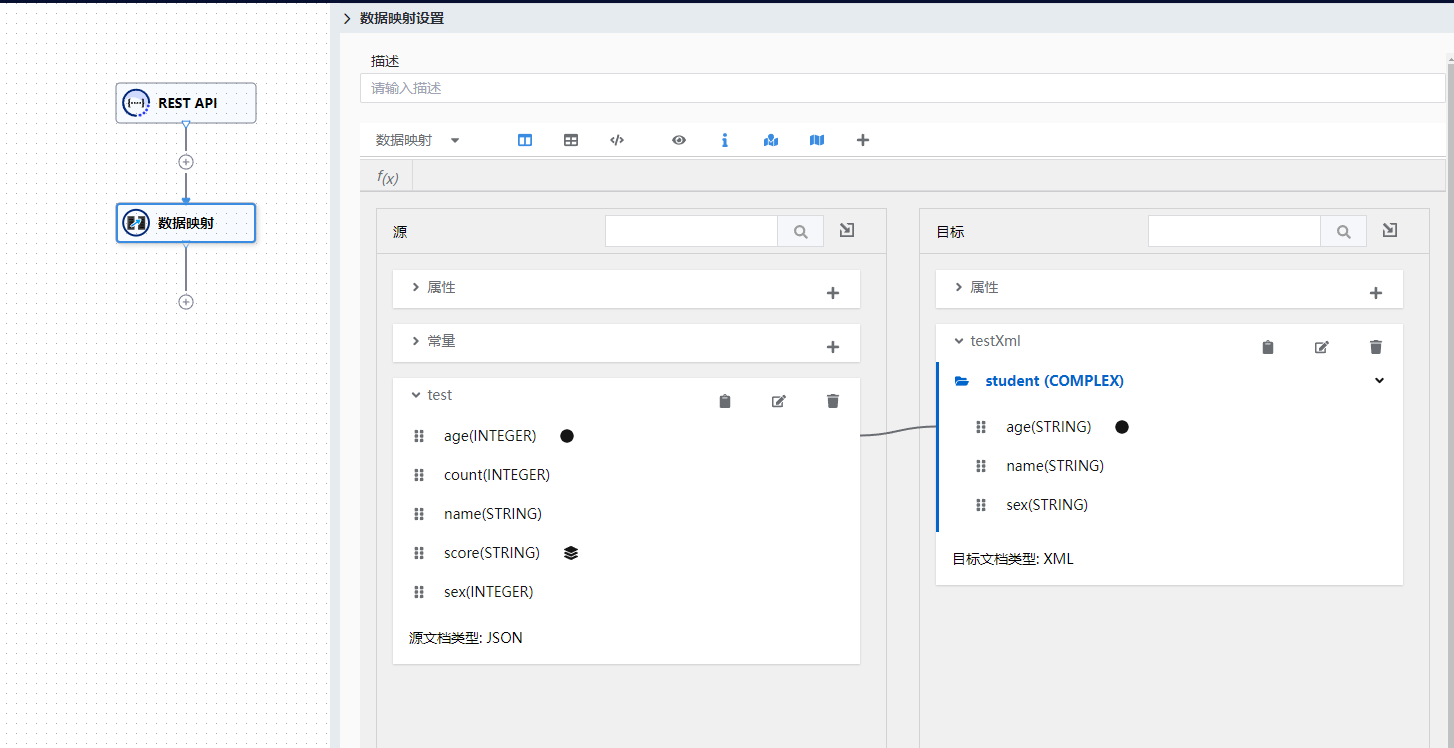 数据映射设置
描述
请输入描述
REST API
数据映射
数据映射
f(x)
源
目标
属性
属性
常量
testXml
student (COMPLEX)
test
age(INTEGER)
age(STRING)
count(INTEGER)
name(STRING)
name(STRING)
sex(STRING)
score(STRING)
目标文档类型: XML
sex(INTEGER)
源文档类型: JSON